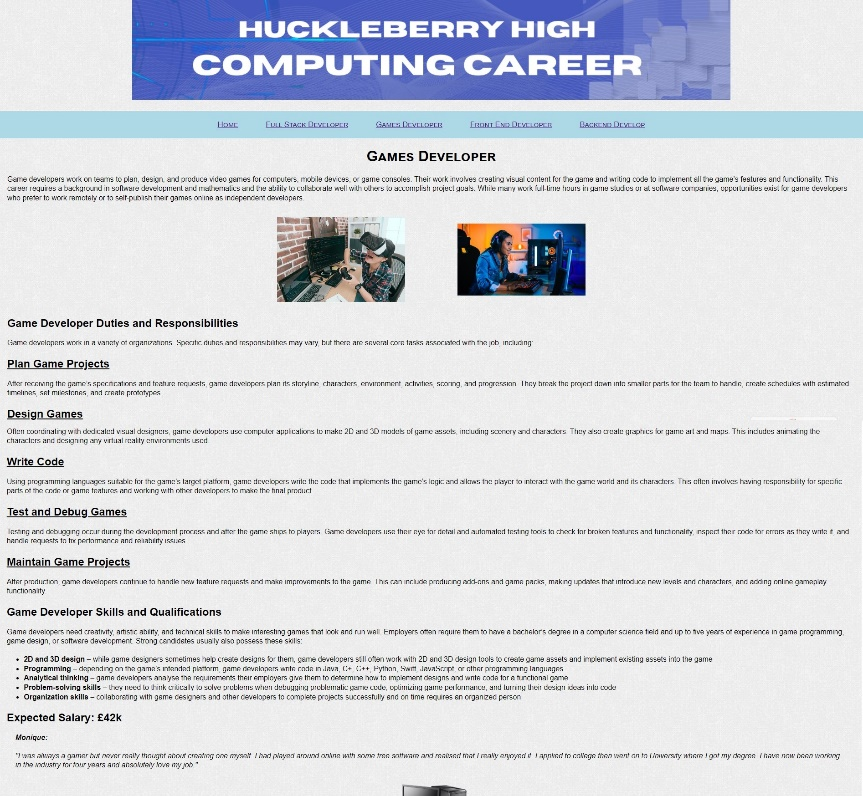 HUCKLEBERRY HIGH
COMPUTING CAREER
HOME FULL STACK DEVELOPER GAMES DEVELOPER FRONT END DEVELOPER BACKEND DEVELOP
GAMES DEVELOPER
Game developers work on teams to plan, design, and produce video games for computers, mobile devices, or game consoles. Their work involves creating visual content for the game and writing code to implement all the game's features and functionality. This
career requires a background in software development and mathematics and the ability to collaborate well with others to accomplish project goals. While many work full-time hours in game studios or at software companies, opportunities exist for game developers
who prefer to work remotely or to self-publish their games online as independent developers.
Game Developer Duties and Responsibilities
Game developers work in a variety of organizations. Specific duties and responsibilities may vary, but there are several core tasks associated with the job, including:
Plan Game Projects
After receiving the game's specifications and feature requests, game developers plan its storyline, characters, environment, activities, scoring, and progression. They break the project down into smaller parts for the team to handle, create schedules with estimated
timelines, set milestones, and create prototypes.
Design Games
Often coordinating with dedicated visual designers, game developers use computer applications to make 2D and 3D models of game assets, including scenery and characters. They also create graphics for game art and maps. This includes animating the
characters and designing any virtual reality environments used.
Write Code
Using programming languages suitable for the game's target platform, game developers write the code that implements the game's logic and allows the player to interact with the game world and its characters. This often involves having responsibility for specific
parts of the code or game features and working with other developers to make the final product.
Test and Debug Games
Testing and debugging occur during the development process and after the game ships to players. Game developers use their eye for detail and automated testing tools to check for broken features and functionality, inspect their code for errors as they write it, and
handle requests to fix performance and reliability issues.
Maintain Game Projects
After production, game developers continue to handle new feature requests and make improvements to the game. This can include producing add-ons and game packs, making updates that introduce new levels and characters, and adding online gameplay
functionality.
Game Developer Skills and Qualifications
Game developers need creativity, artistic ability, and technical skills to make interesting games that look and run well. Employers often require them to have a bachelor's degree in a computer science field and up to five years of experience in game programming,
game design, or software development. Strong candidates usually also possess these skills:
• 2D and 3D design – while game designers sometimes help create designs for them, game developers still often work with 2D and 3D design tools to create game assets and implement existing assets into the game
• Programming – depending on the game's intended platform, game developers write code in Java, C+, C++, Python, Swift, JavaScript, or other programming languages
• Analytical thinking – game developers analyse the requirements their employers give them to determine how to implement designs and write code for a functional game
• Problem-solving skills – they need to think critically to solve problems when debugging problematic game code, optimizing game performance, and turning their design ideas into code
• Organization skills – collaborating with game designers and other developers to complete projects successfully and on time requires an organized person
Expected Salary: £42k
Monique:
"I was always a gamer but never really thought about creating one myself. I had played around online with some free software and realised that I really enjoyed it. I applied to college then went on to University where I got my degree. I have now been working
in the industry for four years and absolutely love my job."